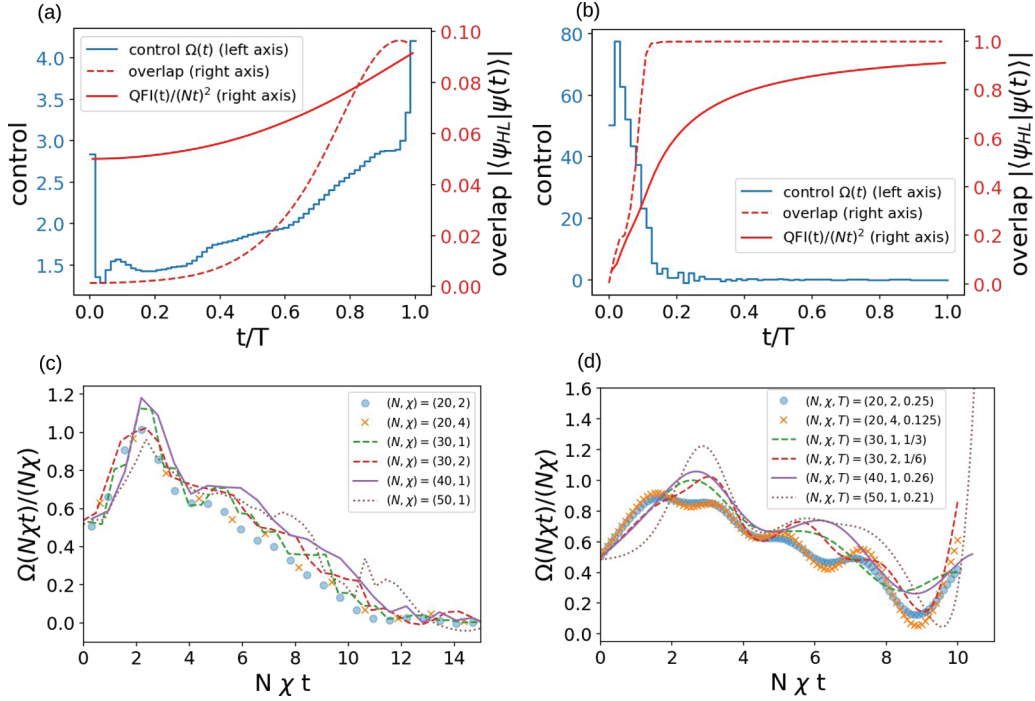 (a)
control Ω(t) (left axis)
overlap (right axis)
QFI(t)/(Nt)²  (right axis)
4.0
3.5
3.0
2.5
2.0
1.5
control
0.10
0.08
0.06
0.04
0.02
0.00
overlap |⟨ψ_HL|ψ(t)⟩|
0.0 0.2 0.4 0.6 0.8 1.0
t/T
(b)
80
60
40
20
0
control
control Ω(t) (left axis)
overlap (right axis)
QFI(t)/(Nt)² (right axis)
1.0
0.8
0.6
0.4
0.2
0.0
overlap |⟨ψ_HL|ψ(t)⟩|
0.0 0.2 0.4 0.6 0.8 1.0
t/T
(c)
1.2
1.0
0.8
0.6
0.4
0.2
0.0
Ω(Nχt)/(Nχ)
(N, χ) = (20, 2)
(N, χ) = (20, 4)
(N, χ) = (30, 1)
(N, χ) = (30, 2)
(N, χ) = (40, 1)
(N, χ) = (50, 1)
0 2 4 6 8 10 12 14
N χ t
(d)
1.6
1.4
1.2
1.0
0.8
0.6
0.4
0.2
0.0
Ω(Nχt)/(Nχ)
(N, χ, T) = (20, 2, 0.25)
(N, χ, T) = (20, 4, 0.125)
(N, χ, T) = (30, 1, 1/3)
(N, χ, T) = (30, 2, 1/6)
(N, χ, T) = (40, 1, 0.26)
(N, χ, T) = (50, 1, 0.21)
0 2 4 6 8 10
N χ t